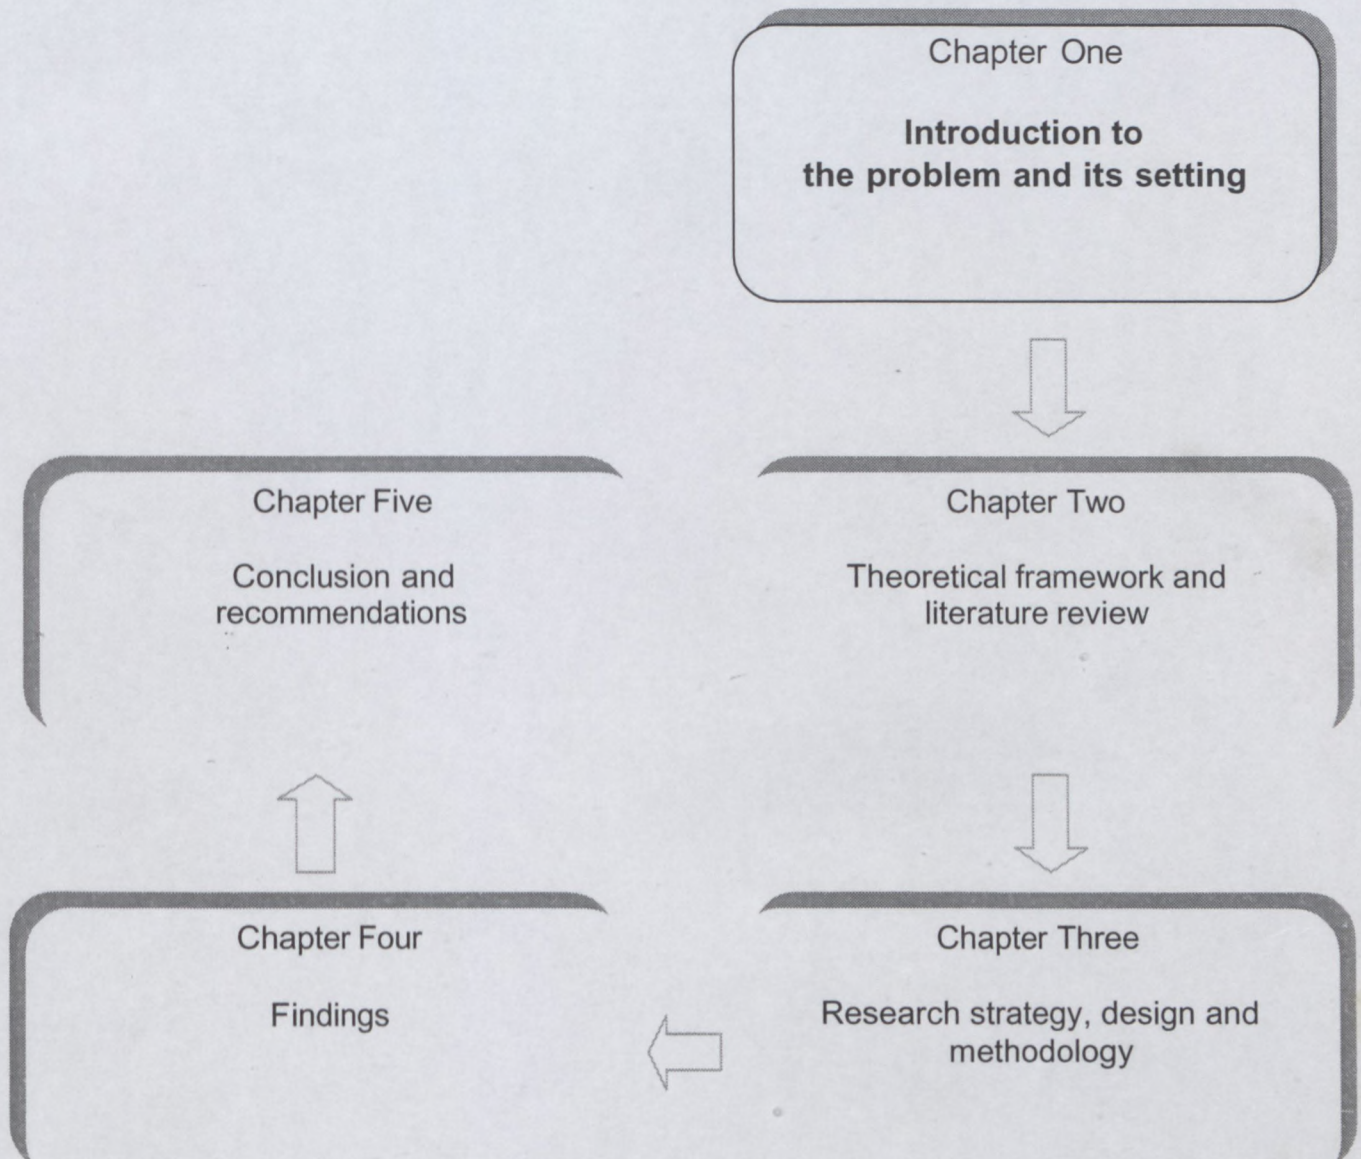 Chapter One
Introduction to
the problem and its setting
Chapter Two
Theoretical framework and
literature review
Chapter Three
Research strategy, design and
methodology
Chapter Four
Findings
Chapter Five
Conclusion and
recommendations